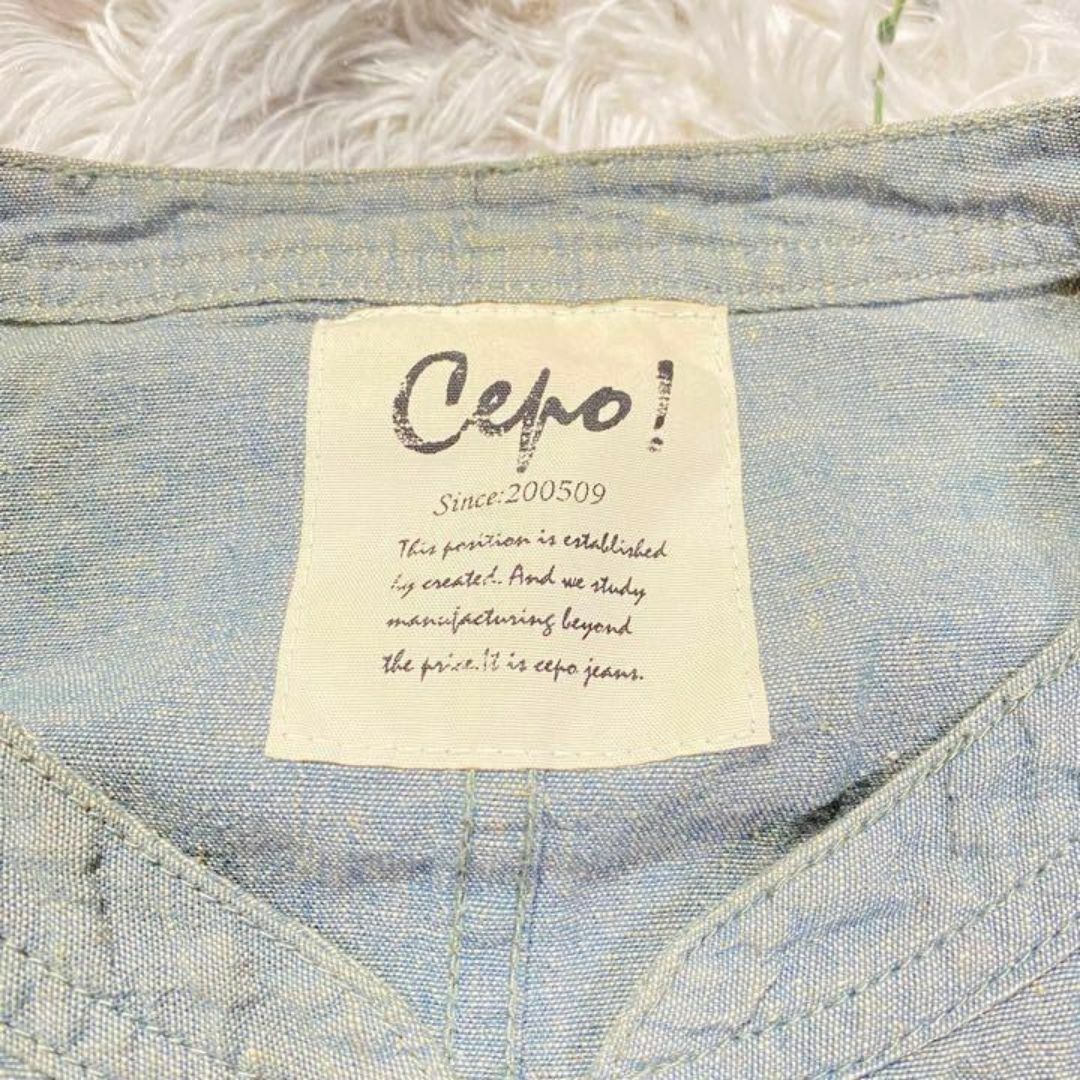 Cepo!
Since:200509
This position is established
by created. And we study
manufacturing beyond
the price.It is cepo jeans.